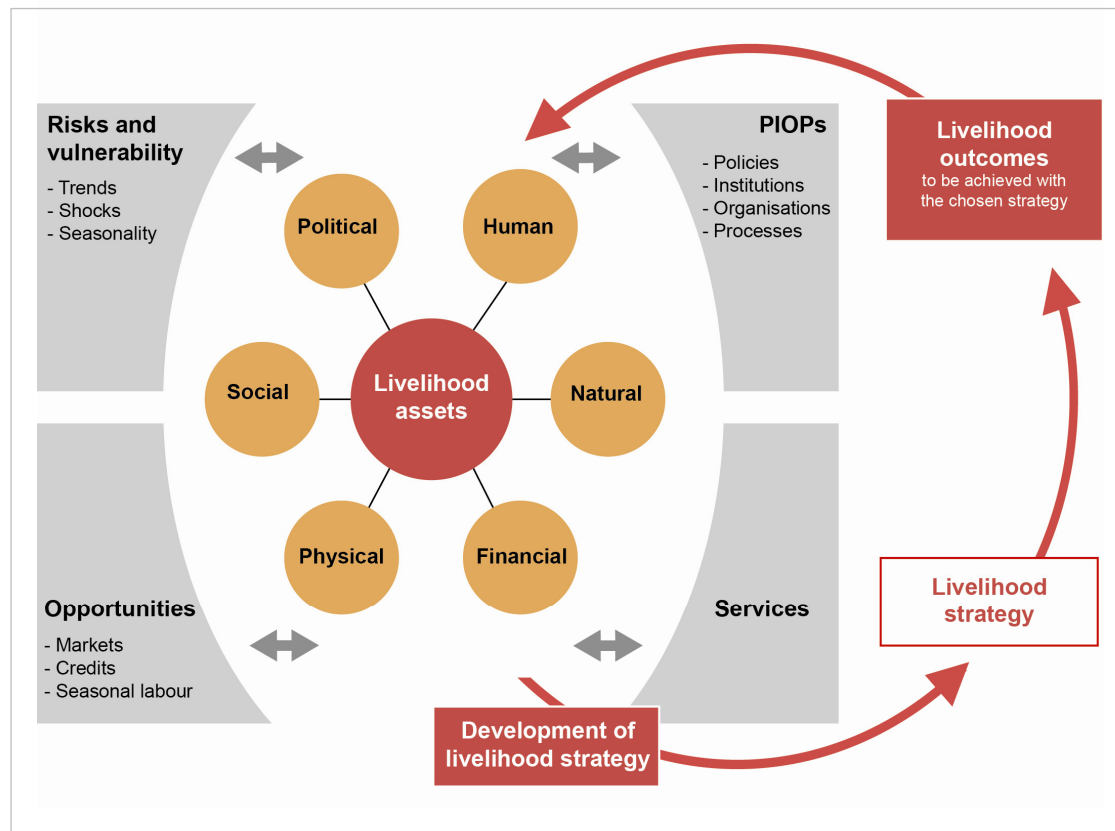 Risks and
vulnerability
- Trends
- Shocks
- Seasonality
PIOPs
- Policies
- Institutions
- Organisations
- Processes
Livelihood
outcomes
to be achieved with
the chosen strategy
Political
Human
Social
Livelihood
assets
Natural
Physical
Financial
Opportunities
- Markets
- Credits
- Seasonal labour
Services
Livelihood
strategy
Development of
livelihood strategy